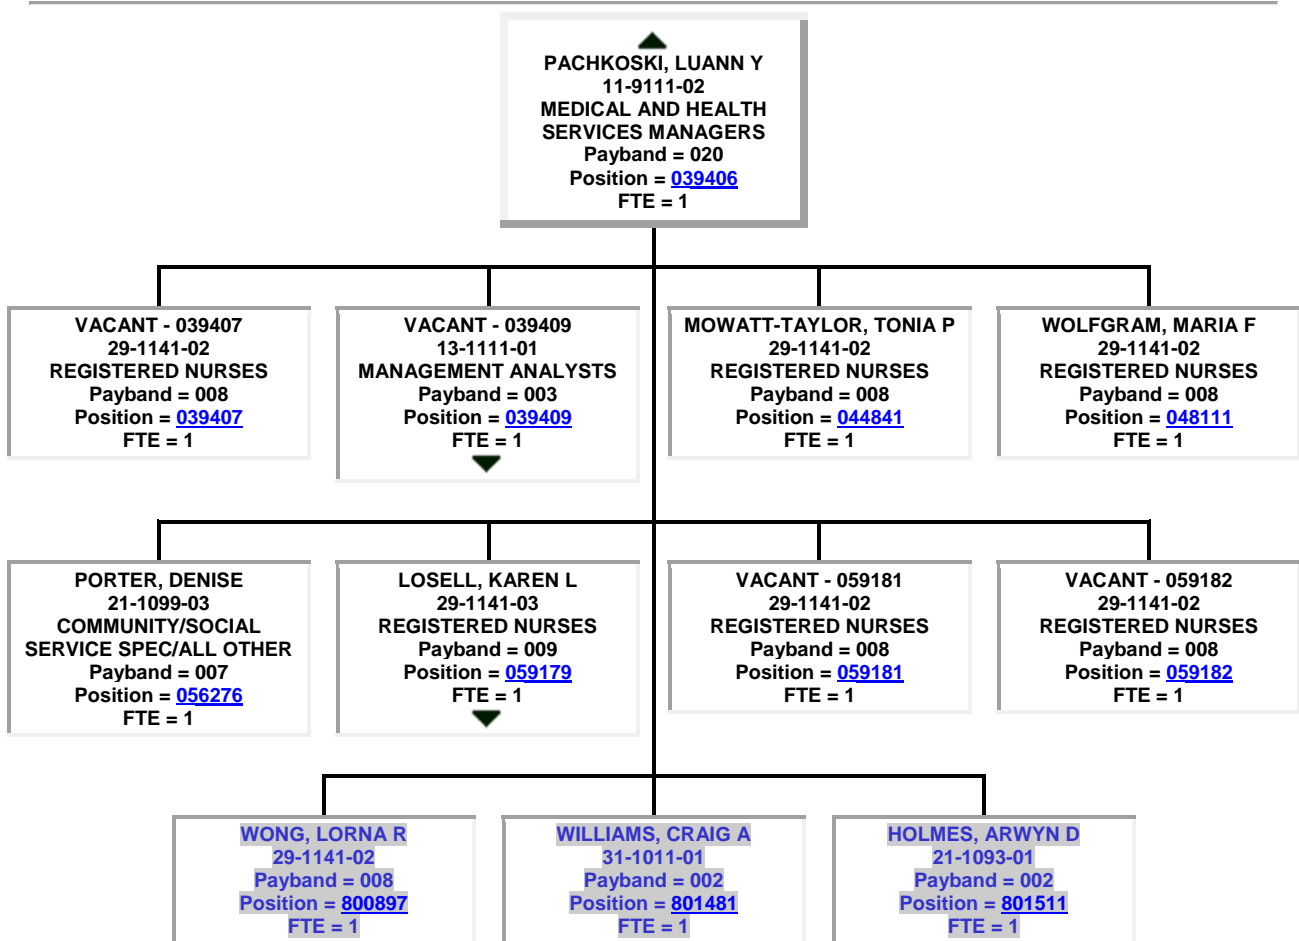 PACHKOSKI, LUANN Y
11-9111-02
MEDICAL AND HEALTH
SERVICES MANAGERS
Payband = 020
Position = 039406
FTE = 1
VACANT - 039407
29-1141-02
REGISTERED NURSES
Payband = 008
Position = 039407
FTE = 1
VACANT - 039409
13-1111-01
MANAGEMENT ANALYSTS
Payband = 003
Position = 039409
FTE = 1
MOWATT-TAYLOR, TONIA P
29-1141-02
REGISTERED NURSES
Payband = 008
Position = 044841
FTE = 1
WOLFGRAM, MARIA F
29-1141-02
REGISTERED NURSES
Payband = 008
Position = 048111
FTE = 1
PORTER, DENISE
21-1099-03
COMMUNITY/SOCIAL
SERVICE SPEC/ALL OTHER
Payband = 007
Position = 056276
FTE = 1
LOSELL, KAREN L
29-1141-03
REGISTERED NURSES
Payband = 009
Position = 059179
FTE = 1
VACANT - 059181
29-1141-02
REGISTERED NURSES
Payband = 008
Position = 059181
FTE = 1
VACANT - 059182
29-1141-02
REGISTERED NURSES
Payband = 008
Position = 059182
FTE = 1
WONG, LORNA R
29-1141-02
Payband = 008
Position = 800897
FTE = 1
WILLIAMS, CRAIG A
31-1011-01
Payband = 002
Position = 801481
FTE = 1
HOLMES, ARWYN D
21-1093-01
Payband = 002
Position = 801511
FTE = 1